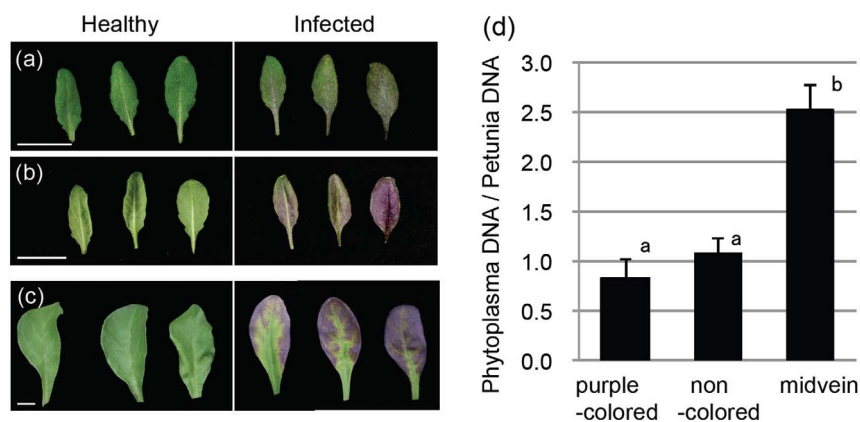 Healthy Infected
(a)
(b)
(c)
(d)
Phytoplasma DNA / Petunia DNA
3.0
2.5
2.0
1.5
1.0
0.5
0.0
a
a
b
purple
-colored
non
-colored
midvein